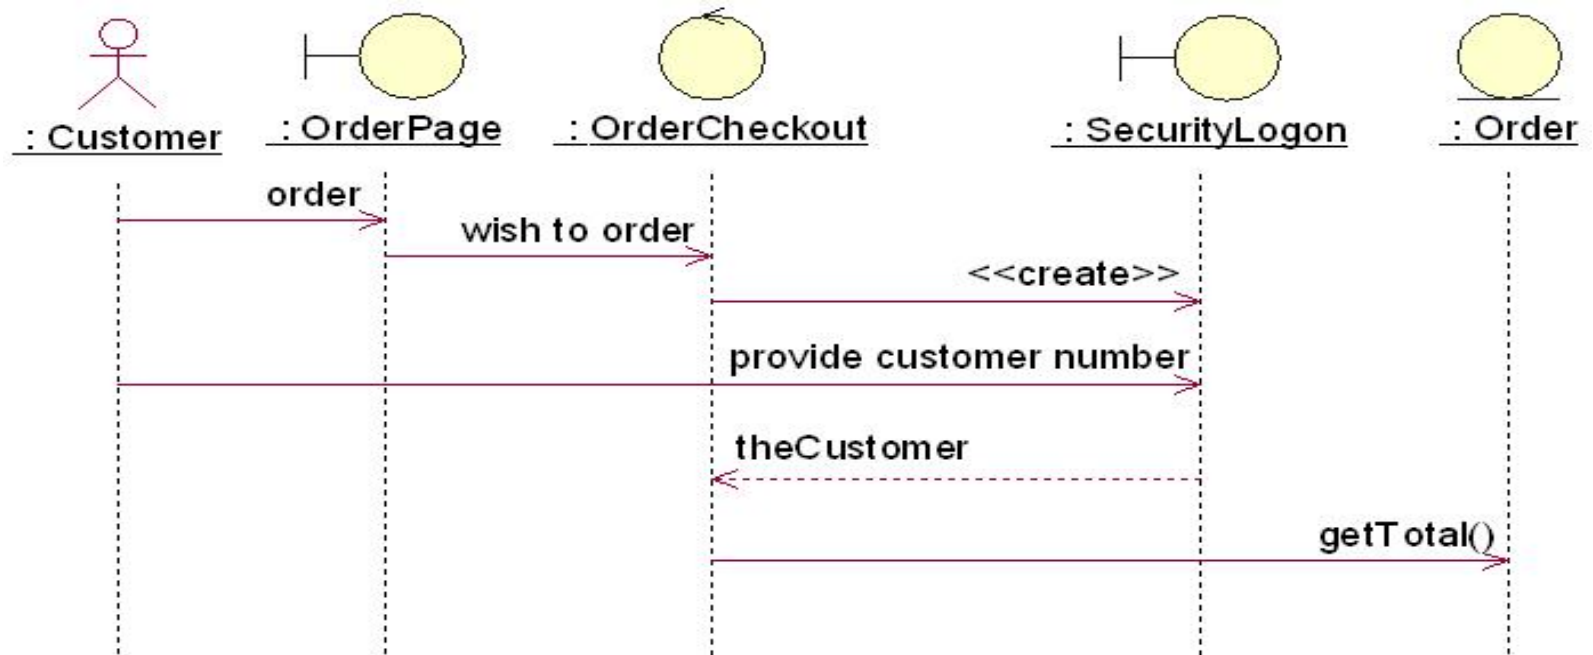 : Customer
: OrderPage
: OrderCheckout
: SecurityLogon
: Order
order
wish to order
<<create>>
provide customer number
theCustomer
getTotal()